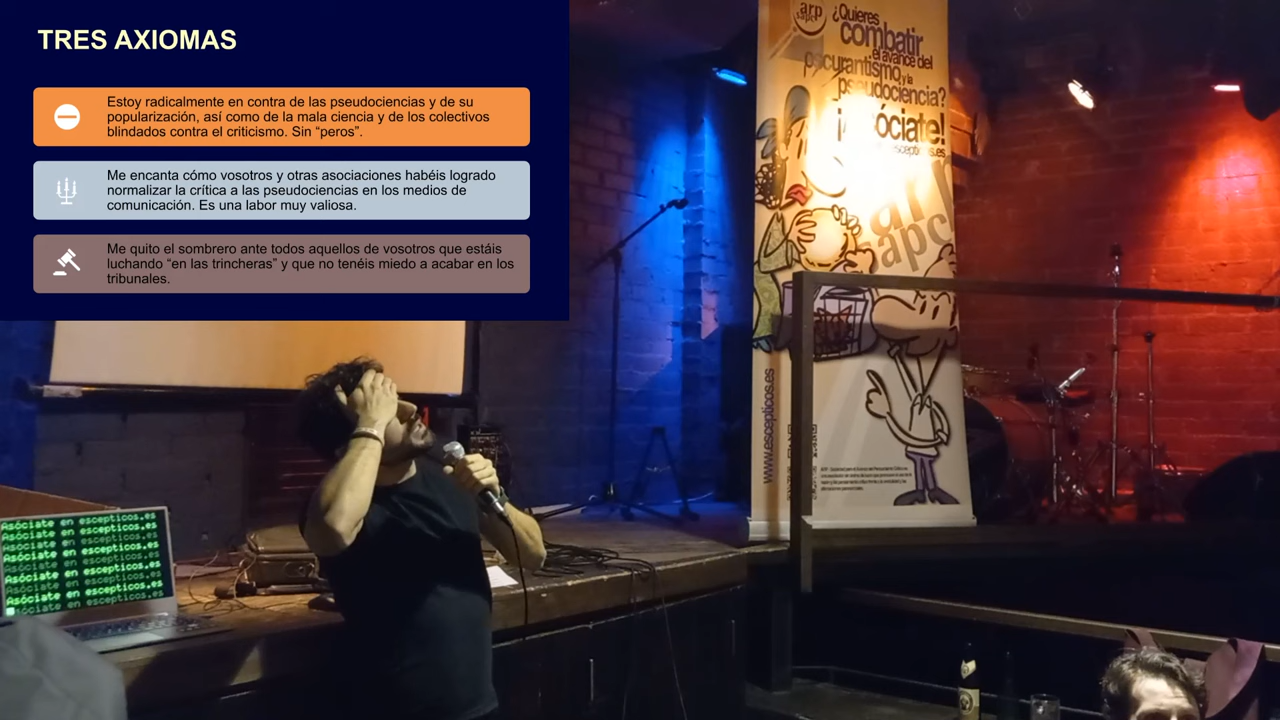 TRES AXIOMAS
Estoy radicalmente en contra de las pseudociencias y de su
popularización, así como de la mala ciencia y de los colectivos
blindados contra el criticismo. Sin “peros”.
Me encanta cómo vosotros y otras asociaciones habéis logrado
normalizar la crítica a las pseudociencias en los medios de
comunicación. Es una labor muy valiosa.
Me quito el sombrero ante todos aquellos de vosotros que estáis
luchando “en las trincheras” y que no tenéis miedo a acabar en los
tribunales.
arp
sapc
¿Quieres
combatir
el avance del
oscurantismo y la
pseudociencia?
¡Asóciate!
escepticos.es
arp
sapc
www.escepticos.es
Asóciate en escepticos.es
Asóciate en escepticos.es
Asóciate en escepticos.es
Asóciate en escepticos.es
Asóciate en escepticos.es
Asóciate en escepticos.es
Asóciate en escepticos.es
sóciate en escepticos.es